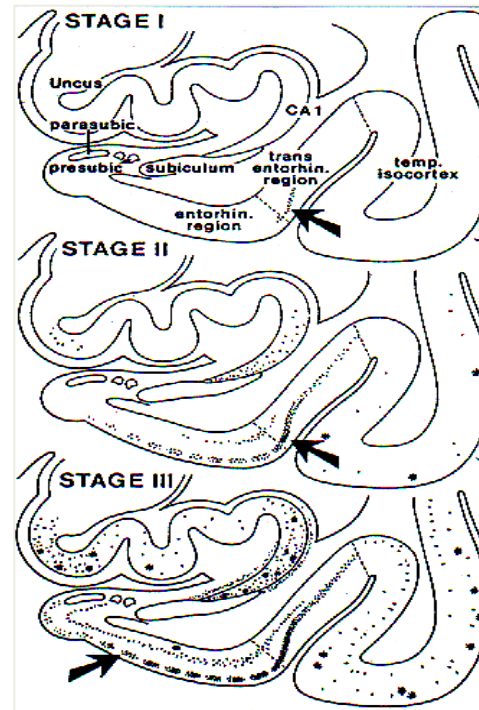 STAGE I
Uncus
CA1
parasubic.
presubic.
subiculum
trans
entorhin.
region
temp.
isocortex
entorhin.
region
STAGE II
STAGE III